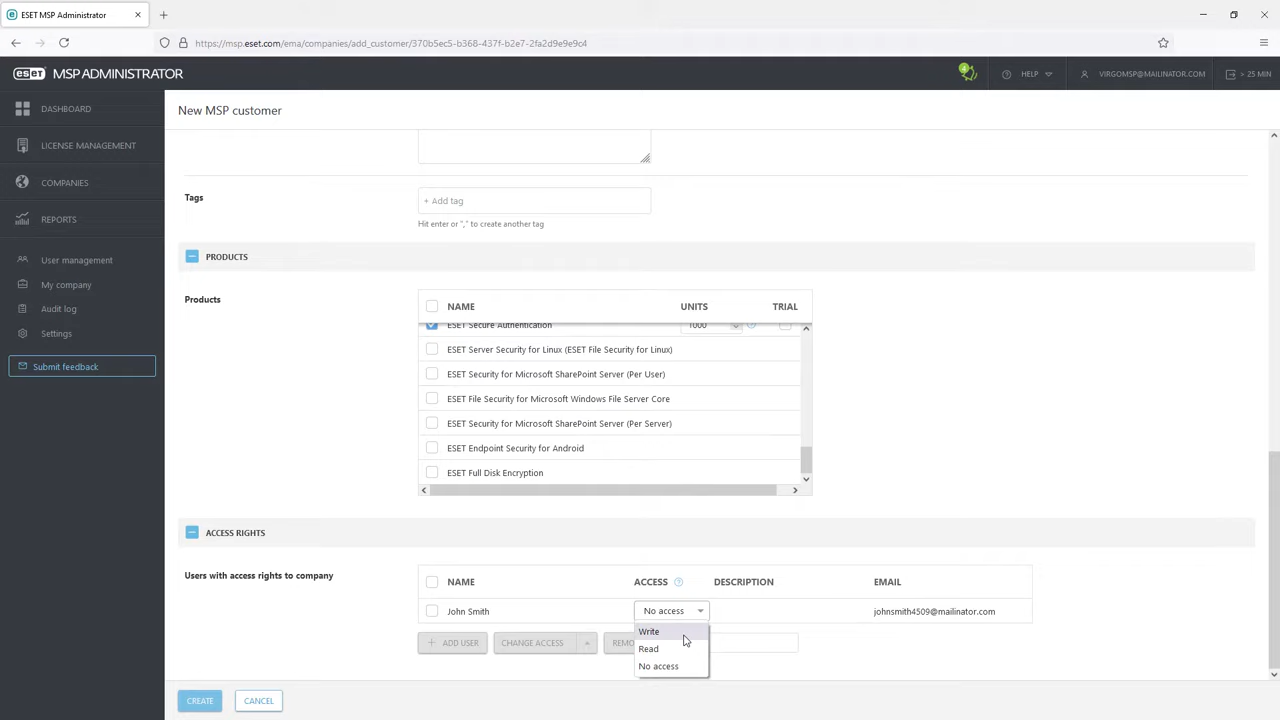 ESET MSP Administrator
https://msp.eset.com/ema/companies/add_customer/370b5ec5-b368-437f-b2e7-2fa2d9e9e9c4
eset MSP ADMINISTRATOR
4
HELP
VIRGOMSP@MAILINATOR.COM
> 25 MIN
DASHBOARD
LICENSE MANAGEMENT
COMPANIES
REPORTS
User management
My company
Audit log
Settings
Submit feedback
New MSP customer
Tags
+ Add tag
Hit enter or "," to create another tag
PRODUCTS
Products
NAME UNITS TRIAL
ESET Secure Authentication 1000
ESET Server Security for Linux (ESET File Security for Linux)
ESET Security for Microsoft SharePoint Server (Per User)
ESET File Security for Microsoft Windows File Server Core
ESET Security for Microsoft SharePoint Server (Per Server)
ESET Endpoint Security for Android
ESET Full Disk Encryption
ACCESS RIGHTS
Users with access rights to company
NAME ACCESS DESCRIPTION EMAIL
John Smith No access johnsmith4509@mailinator.com
Write
Read
No access
+ ADD USER CHANGE ACCESS REMO
CREATE CANCEL